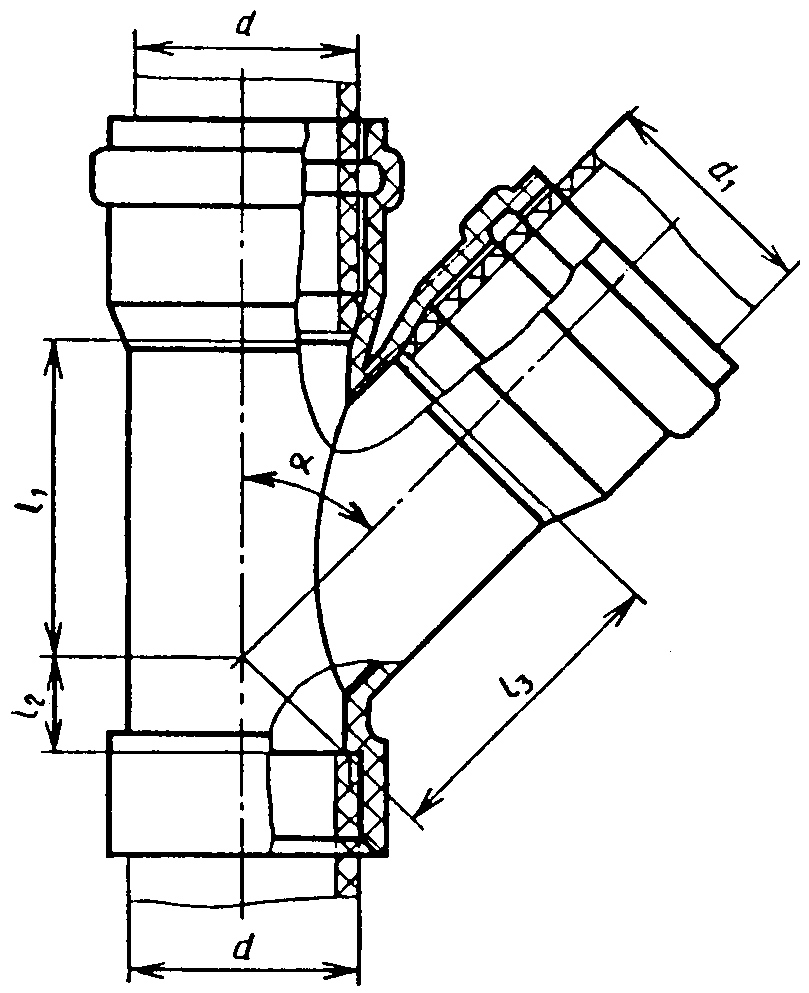 d
d₁
α
l₁
l₂
l₃
d